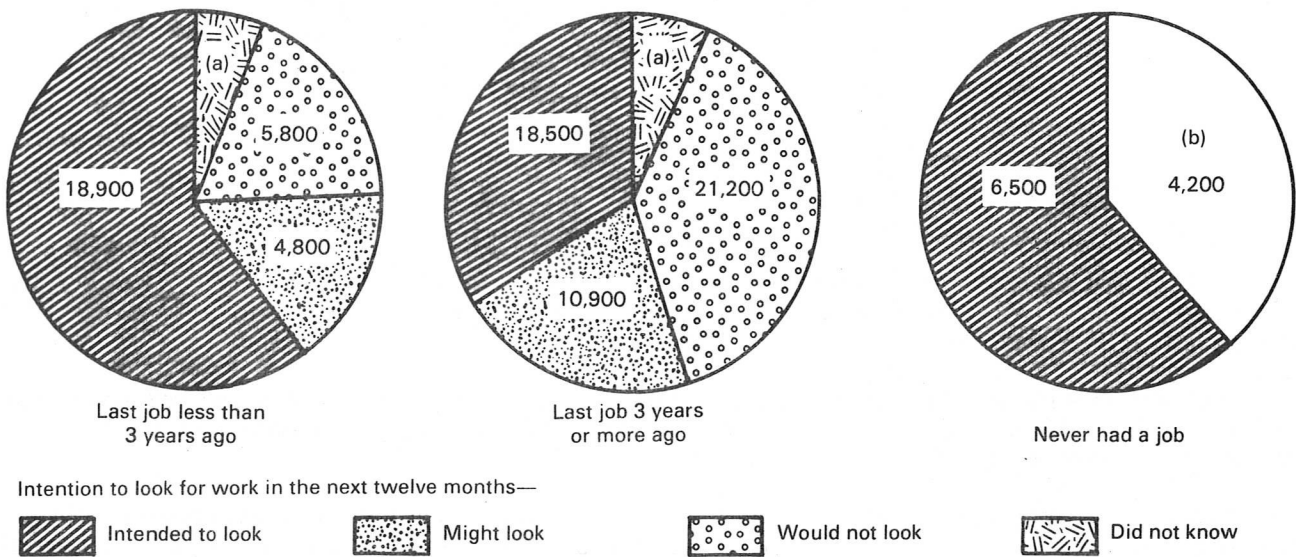 (a)
5,800
18,900
4,800
Last job less than
3 years ago
(a)
18,500
21,200
10,900
Last job 3 years
or more ago
(b)
6,500
4,200
Never had a job
Intention to look for work in the next twelve months—
Intended to look
Might look
Would not look
Did not know